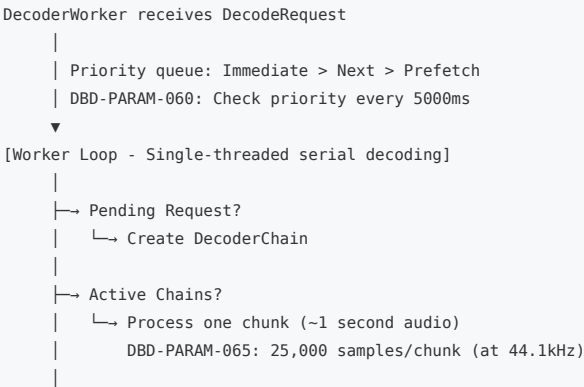 DecoderWorker receives DecodeRequest
│
│ Priority queue: Immediate > Next > Prefetch
│ DBD-PARAM-060: Check priority every 5000ms
▼
[Worker Loop - Single-threaded serial decoding]
│
├─→ Pending Request?
│   └─→ Create DecoderChain
│
├─→ Active Chains?
│   └─→ Process one chunk (~1 second audio)
│       DBD-PARAM-065: 25,000 samples/chunk (at 44.1kHz)
│